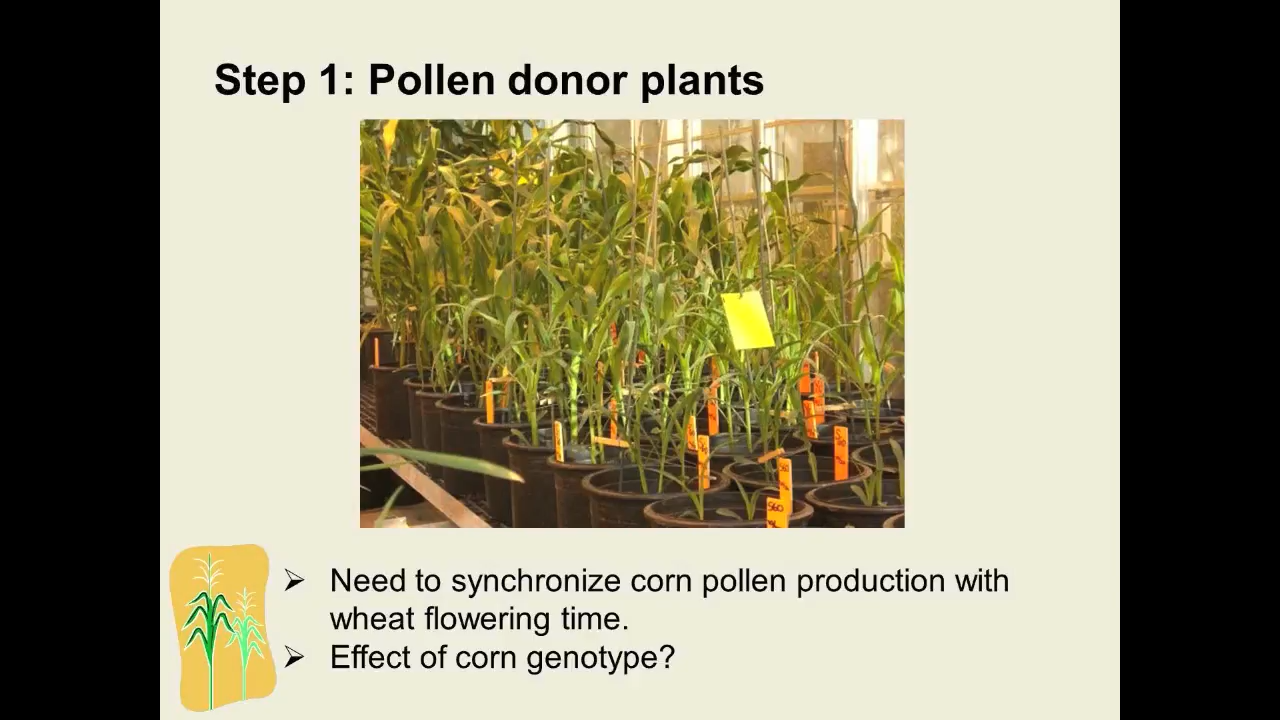 Step 1: Pollen donor plants
S60
➢ Need to synchronize corn pollen production with
wheat flowering time.
➢ Effect of corn genotype?